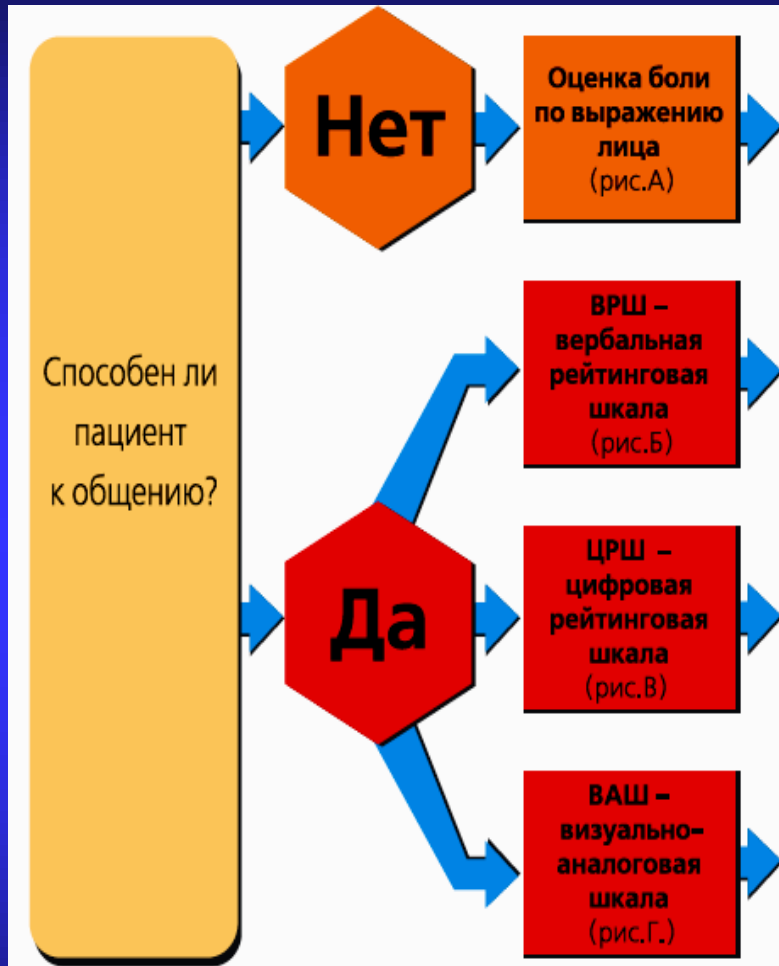 Способен ли
пациент
к общению?
Нет
Оценка боли
по выражению
лица
(рис.А)
Да
ВРШ –
вербальная
рейтинговая
шкала
(рис.Б)
ЦРШ –
цифровая
рейтинговая
шкала
(рис.В)
ВАШ –
визуально-
аналоговая
шкала
(рис.Г.)